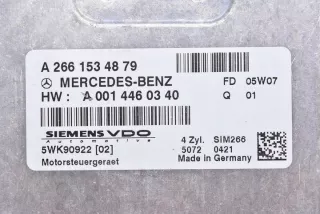 A 266 153 48 79
MERCEDES-BENZ FD 05W07
HW : A 001 446 03 40 Q 01
SIEMENS VDO
Automotive
4 Zyl. SIM266
5WK90922 [02] 5072 0421
Motorsteuergeraet Made in Germany